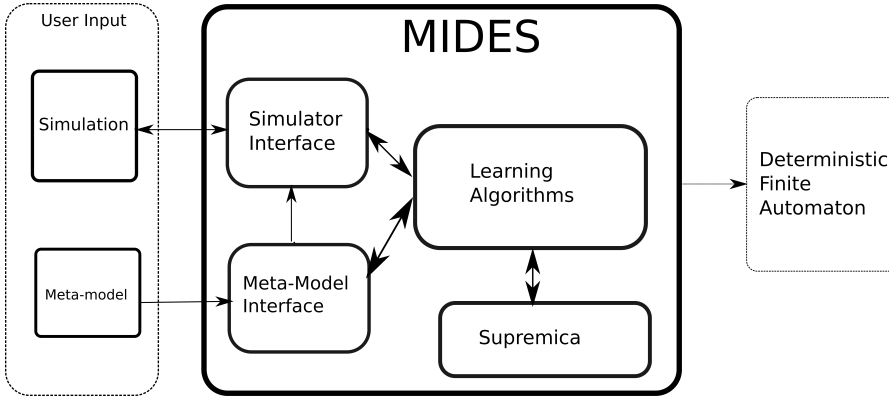 User Input
MIDES
Simulation
Simulator
Interface
Learning
Algorithms
Deterministic
Finite
Automaton
Meta-model
Meta-Model
Interface
Supremica